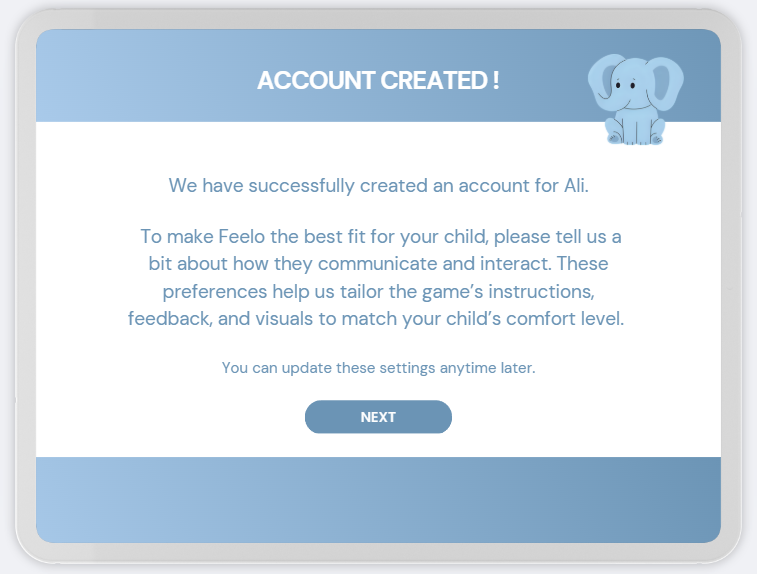 ACCOUNT CREATED !
We have successfully created an account for Ali.
To make Feelo the best fit for your child, please tell us a
bit about how they communicate and interact. These
preferences help us tailor the game’s instructions,
feedback, and visuals to match your child’s comfort level.
You can update these settings anytime later.
NEXT